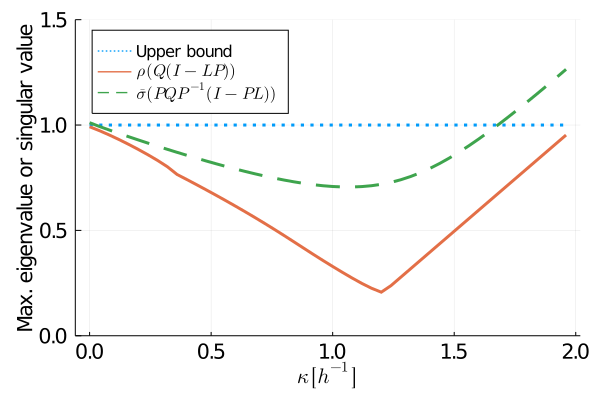 Max. eigenvalue or singular value
1.5
1.0
0.5
0.0
Upper bound
ρ(Q(I − LP))
σ̄(PQP⁻¹(I − PL))
0.0 0.5 1.0 1.5 2.0
κ[h⁻¹]